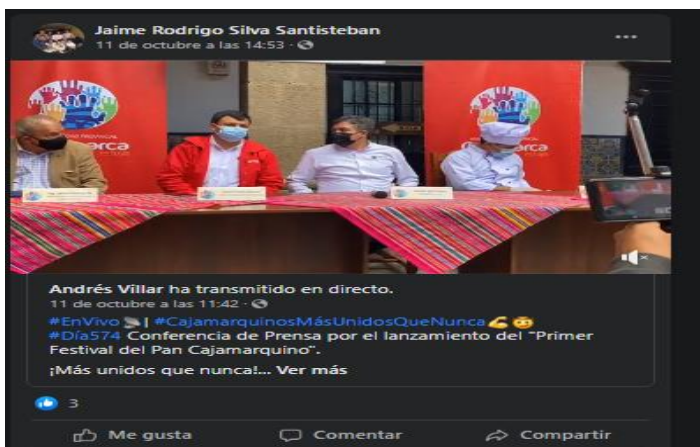 Jaime Rodrigo Silva Santisteban
11 de octubre a las 14:53 ·
Andrés Villar ha transmitido en directo.
11 de octubre a las 11:42 ·
#EnVivo | #CajamarquinosMásUnidosQueNunca
#Día574 Conferencia de Prensa por el lanzamiento del "Primer
Festival del Pan Cajamarquino".
¡Más unidos que nunca!... Ver más
3
Me gusta
Comentar
Compartir